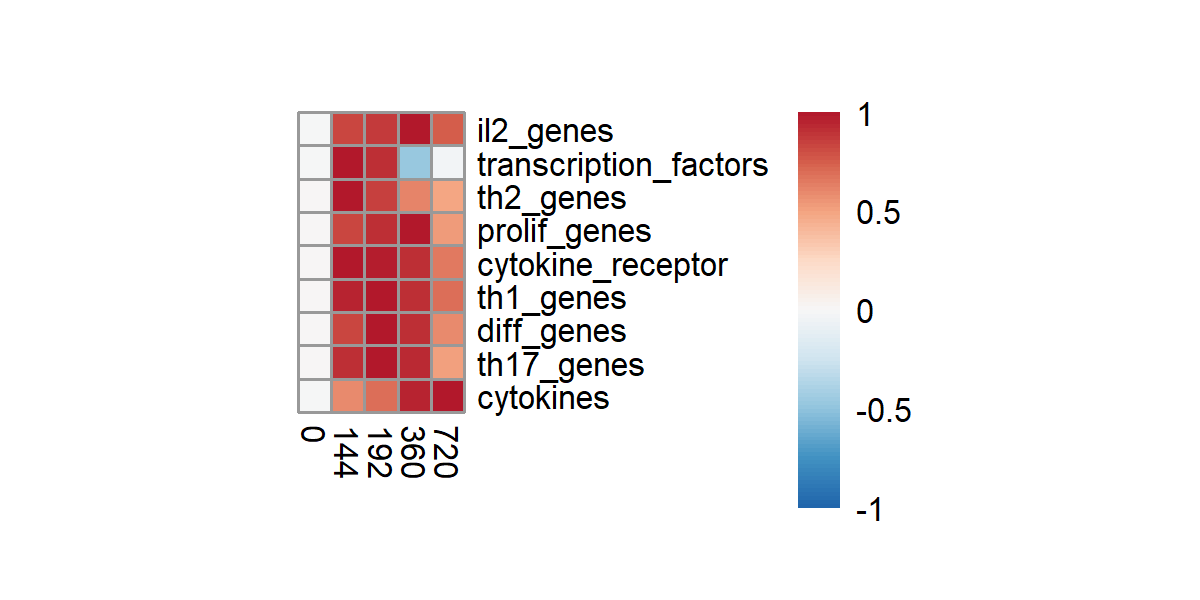 il2_genes
transcription_factors
th2_genes
prolif_genes
cytokine_receptor
th1_genes
diff_genes
th17_genes
cytokines
0
144
192
360
720
1
0.5
0
-0.5
-1